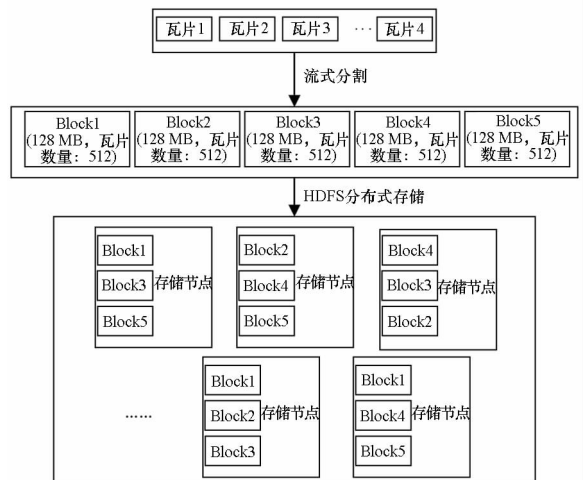 瓦片1 瓦片2 瓦片3 … 瓦片4
流式分割
Block1
(128 MB，瓦片
数量：512)
Block2
(128 MB，瓦片
数量：512)
Block3
(128 MB，瓦片
数量：512)
Block4
(128 MB，瓦片
数量：512)
Block5
(128 MB，瓦片
数量：512)
HDFS分布式存储
Block1
Block3
Block5
存储节点
Block2
Block4
Block5
存储节点
Block4
Block3
Block2
存储节点
……
Block1
Block2
Block3
存储节点
Block1
Block4
Block5
存储节点